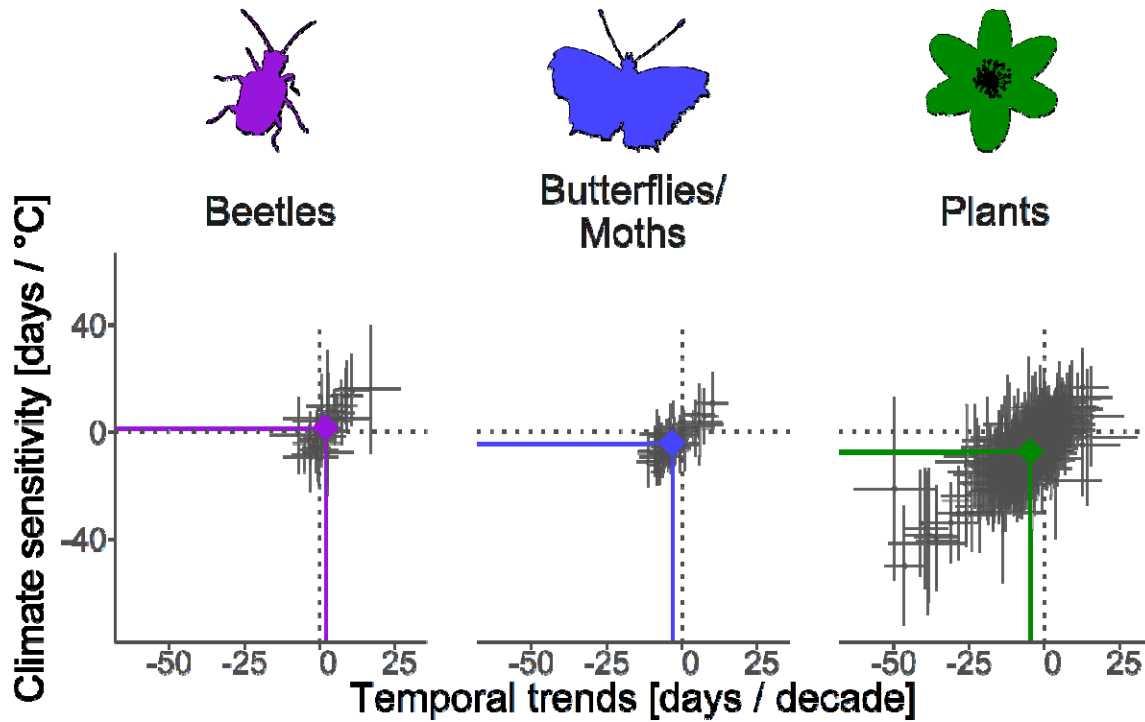 Beetles
Butterflies/
Moths
Plants
Climate sensitivity [days / °C]
40
0
-40
-50 -25 0 25
-50 -25 0 25
-50 -25 0 25
Temporal trends [days / decade]